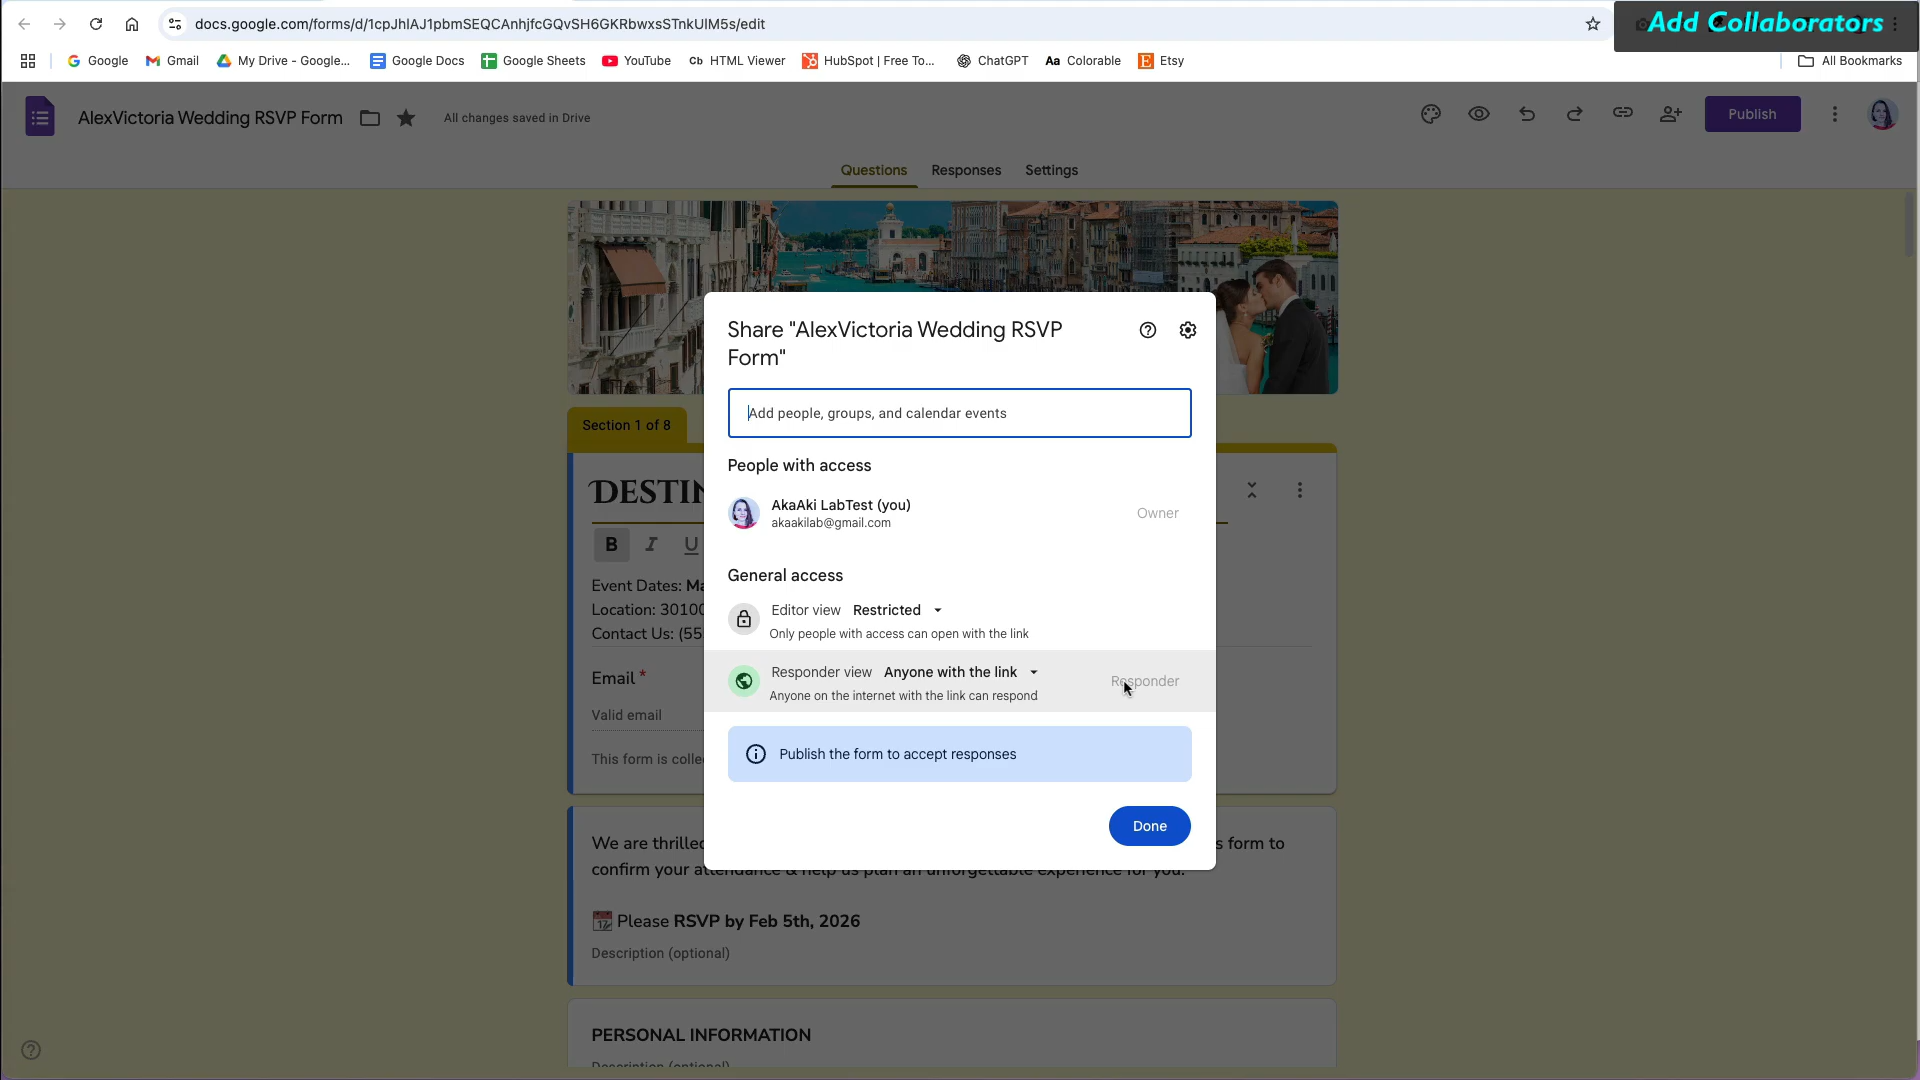 docs.google.com/forms/d/1cpJhIAJ1pbmSEQCAnhjfcGQvSH6GKRbwxsSTnkUIM5s/edit
Add Collaborators
Google
Gmail
My Drive - Google...
Google Docs
Google Sheets
YouTube
Cb HTML Viewer
HubSpot | Free To...
ChatGPT
Aa Colorable
Etsy
All Bookmarks
AlexVictoria Wedding RSVP Form
All changes saved in Drive
Publish
Questions
Responses
Settings
Section 1 of 8
Share "AlexVictoria Wedding RSVP
Form"
Add people, groups, and calendar events
People with access
AkaAki LabTest (you)
akaakilab@gmail.com
Owner
General access
Editor view Restricted
Only people with access can open with the link
Responder view Anyone with the link
Anyone on the internet with the link can respond
Responder
Publish the form to accept responses
Done
B I U
Event Dates:
Location: 3010
Contact Us: (55
Email *
Valid email
This form is colle
We are thrille
s form to
confirm your attendance & help us plan an unforgettable experience for you.
17 Please RSVP by Feb 5th, 2026
Description (optional)
PERSONAL INFORMATION
Description (optional)